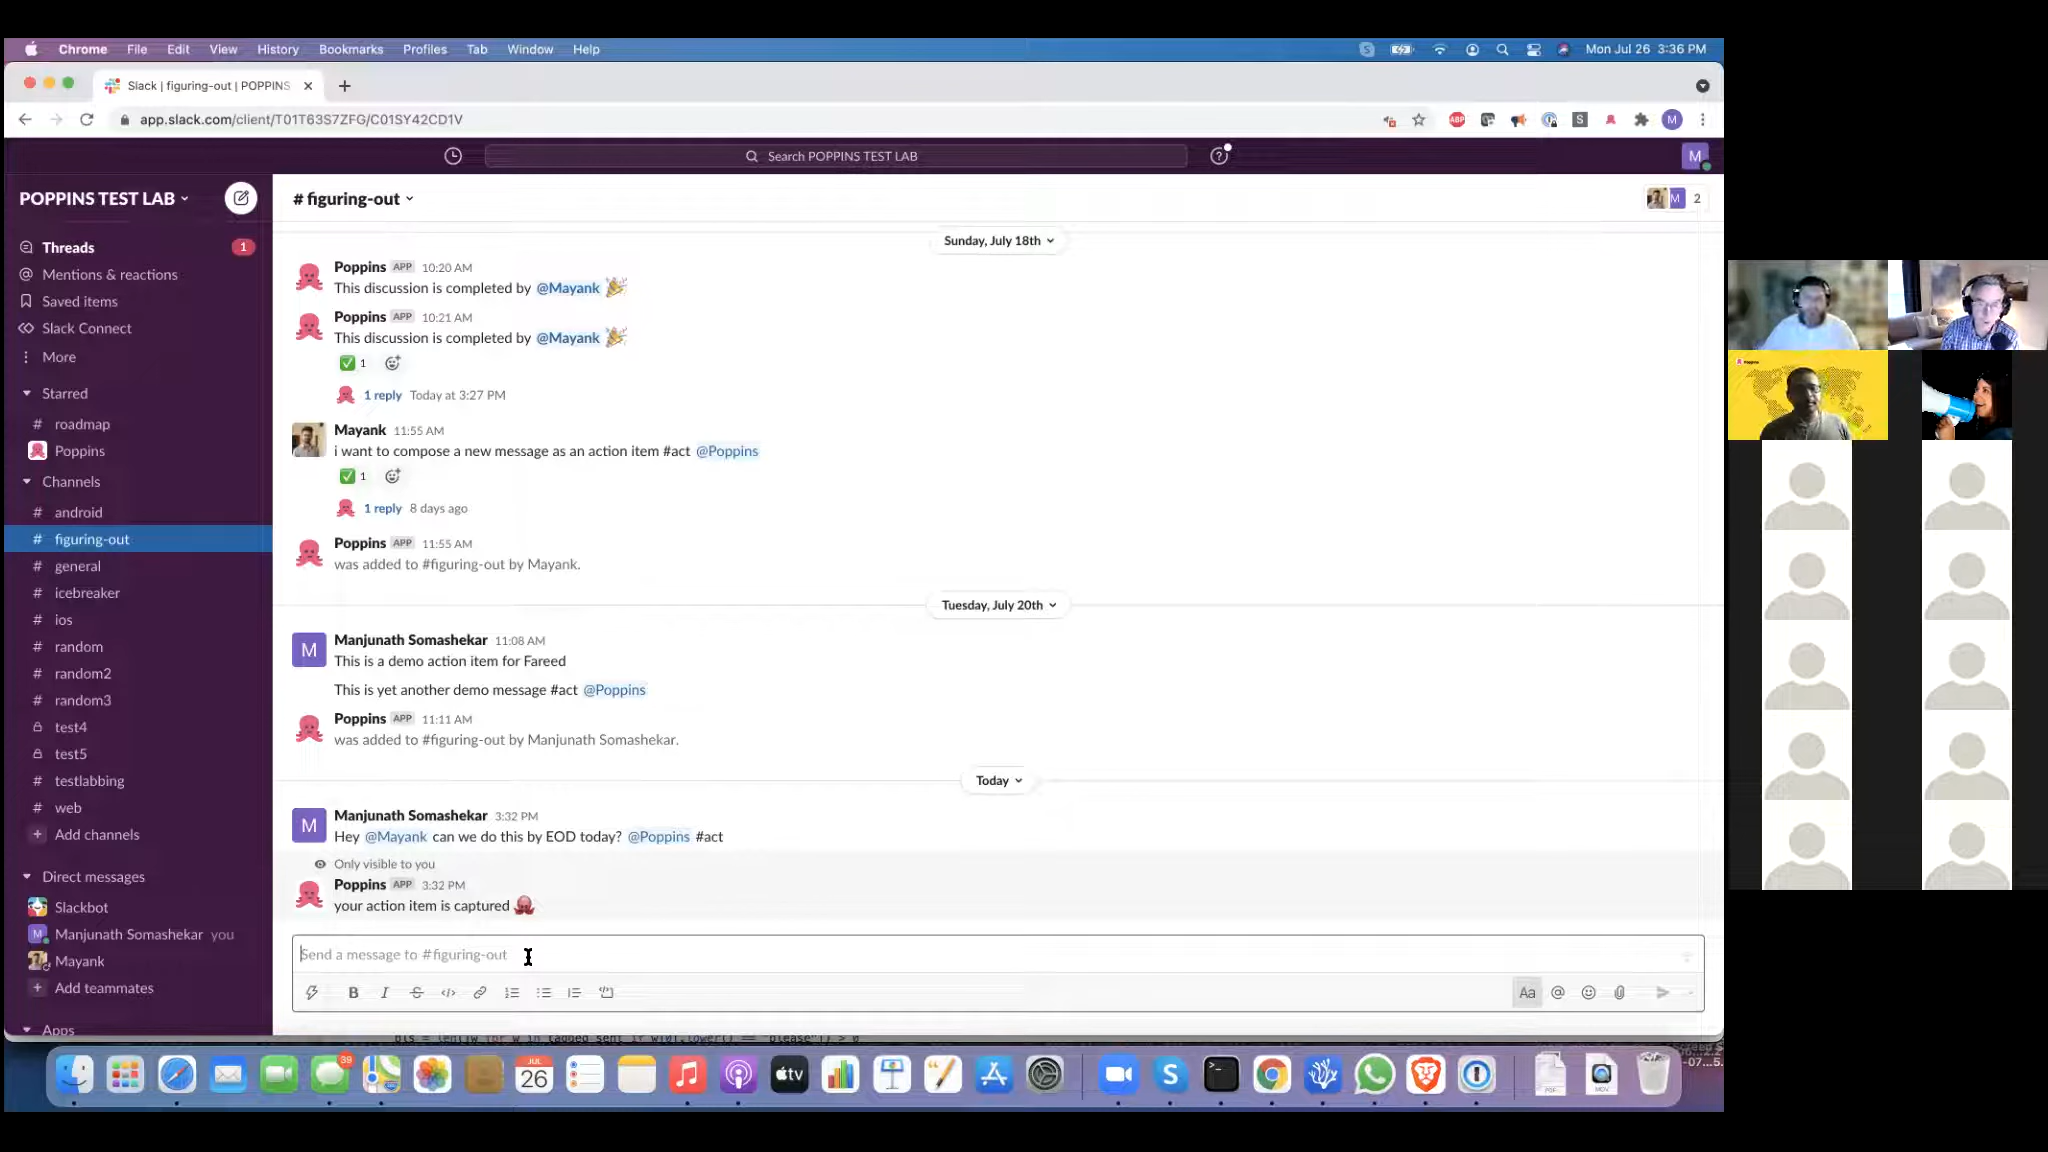 Chrome File Edit View History Bookmarks Profiles Tab Window Help
Mon Jul 26 3:36 PM
Slack | figuring-out | POPPINS
app.slack.com/client/T01T63S7ZFG/C01SY42CD1V
ABP
S
M
Search POPPINS TEST LAB
M
POPPINS TEST LAB
# figuring-out
M 2
Threads 1
Mentions & reactions
Saved items
Slack Connect
More
Starred
# roadmap
Poppins
Channels
# android
# figuring-out
# general
# icebreaker
# ios
# random
# random2
# random3
test4
test5
# testlabbing
# web
+ Add channels
Direct messages
Slackbot
M Manjunath Somashekar you
Mayank
+ Add teammates
Apps
Sunday, July 18th
Poppins APP 10:20 AM
This discussion is completed by @Mayank
Poppins APP 10:21 AM
This discussion is completed by @Mayank
1
1 reply Today at 3:27 PM
Mayank 11:55 AM
i want to compose a new message as an action item #act @Poppins
1
1 reply 8 days ago
Poppins APP 11:55 AM
was added to #figuring-out by Mayank.
Tuesday, July 20th
M
Manjunath Somashekar 11:08 AM
This is a demo action item for Fareed
This is yet another demo message #act @Poppins
Poppins APP 11:11 AM
was added to #figuring-out by Manjunath Somashekar.
Today
M
Manjunath Somashekar 3:32 PM
Hey @Mayank can we do this by EOD today? @Poppins #act
Only visible to you
Poppins APP 3:32 PM
your action item is captured
Send a message to #figuring-out
B I S </>
Aa @
39
JUL
26
tv
Poppins